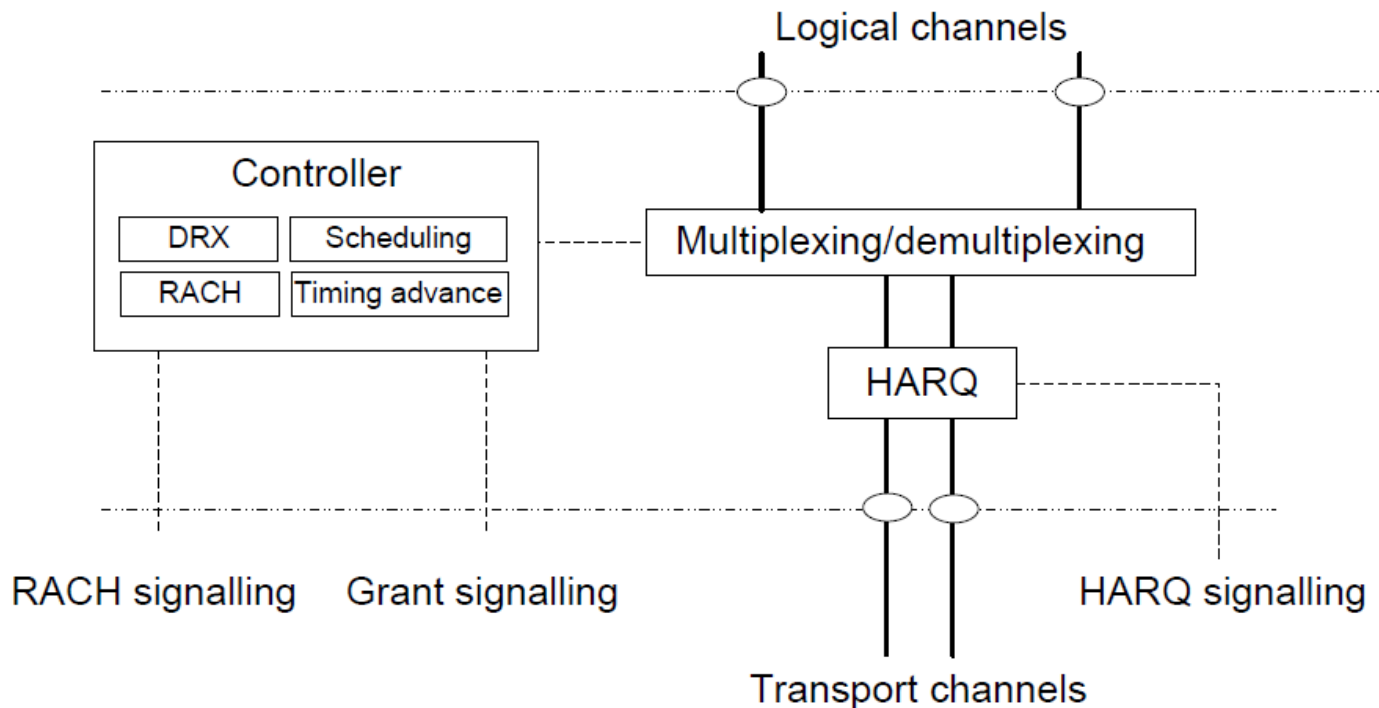 Logical channels
Controller
DRX
Scheduling
RACH
Timing advance
Multiplexing/demultiplexing
HARQ
RACH signalling
Grant signalling
HARQ signalling
Transport channels